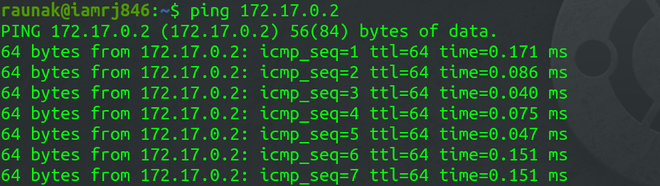 raunak@iamrj846:~$ ping 172.17.0.2
PING 172.17.0.2 (172.17.0.2) 56(84) bytes of data.
64 bytes from 172.17.0.2: icmp_seq=1 ttl=64 time=0.171 ms
64 bytes from 172.17.0.2: icmp_seq=2 ttl=64 time=0.086 ms
64 bytes from 172.17.0.2: icmp_seq=3 ttl=64 time=0.040 ms
64 bytes from 172.17.0.2: icmp_seq=4 ttl=64 time=0.075 ms
64 bytes from 172.17.0.2: icmp_seq=5 ttl=64 time=0.047 ms
64 bytes from 172.17.0.2: icmp_seq=6 ttl=64 time=0.151 ms
64 bytes from 172.17.0.2: icmp_seq=7 ttl=64 time=0.151 ms